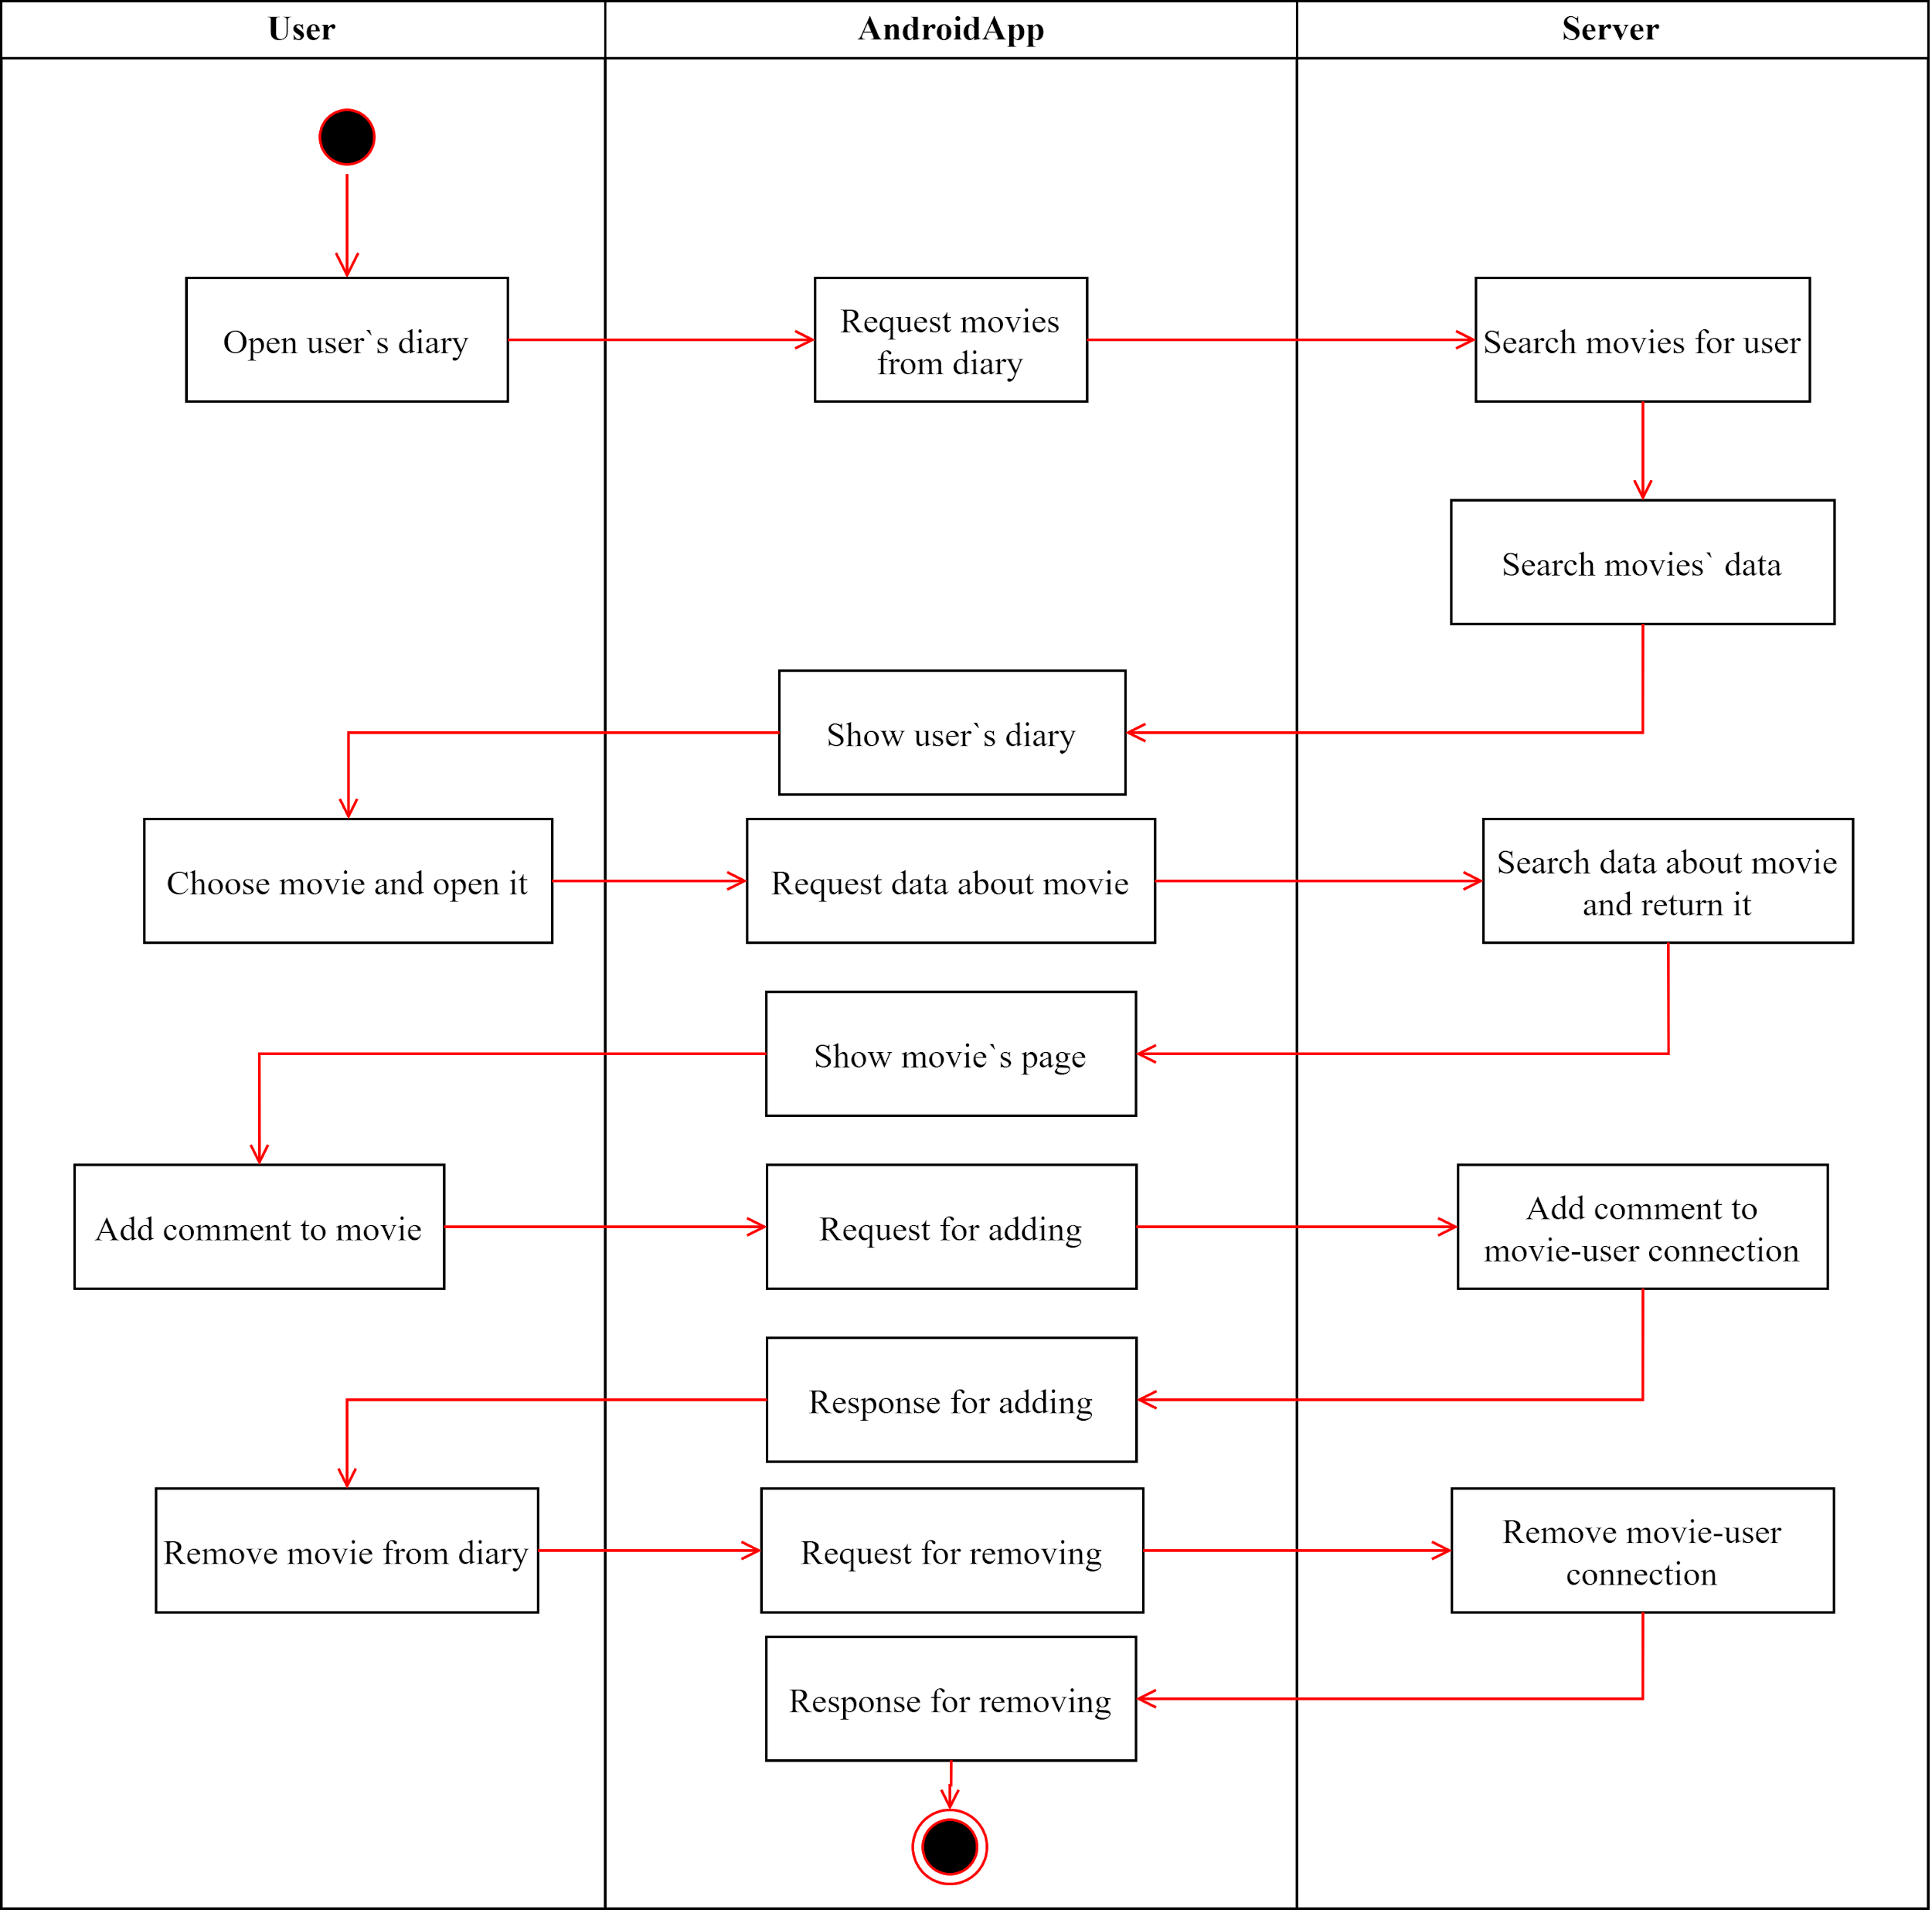 User
AndroidApp
Server
Open user`s diary
Request movies
from diary
Search movies for user
Search movies` data
Show user`s diary
Choose movie and open it
Request data about movie
Search data about movie
and return it
Show movie`s page
Add comment to movie
Request for adding
Add comment to
movie-user connection
Response for adding
Remove movie from diary
Request for removing
Remove movie-user
connection
Response for removing